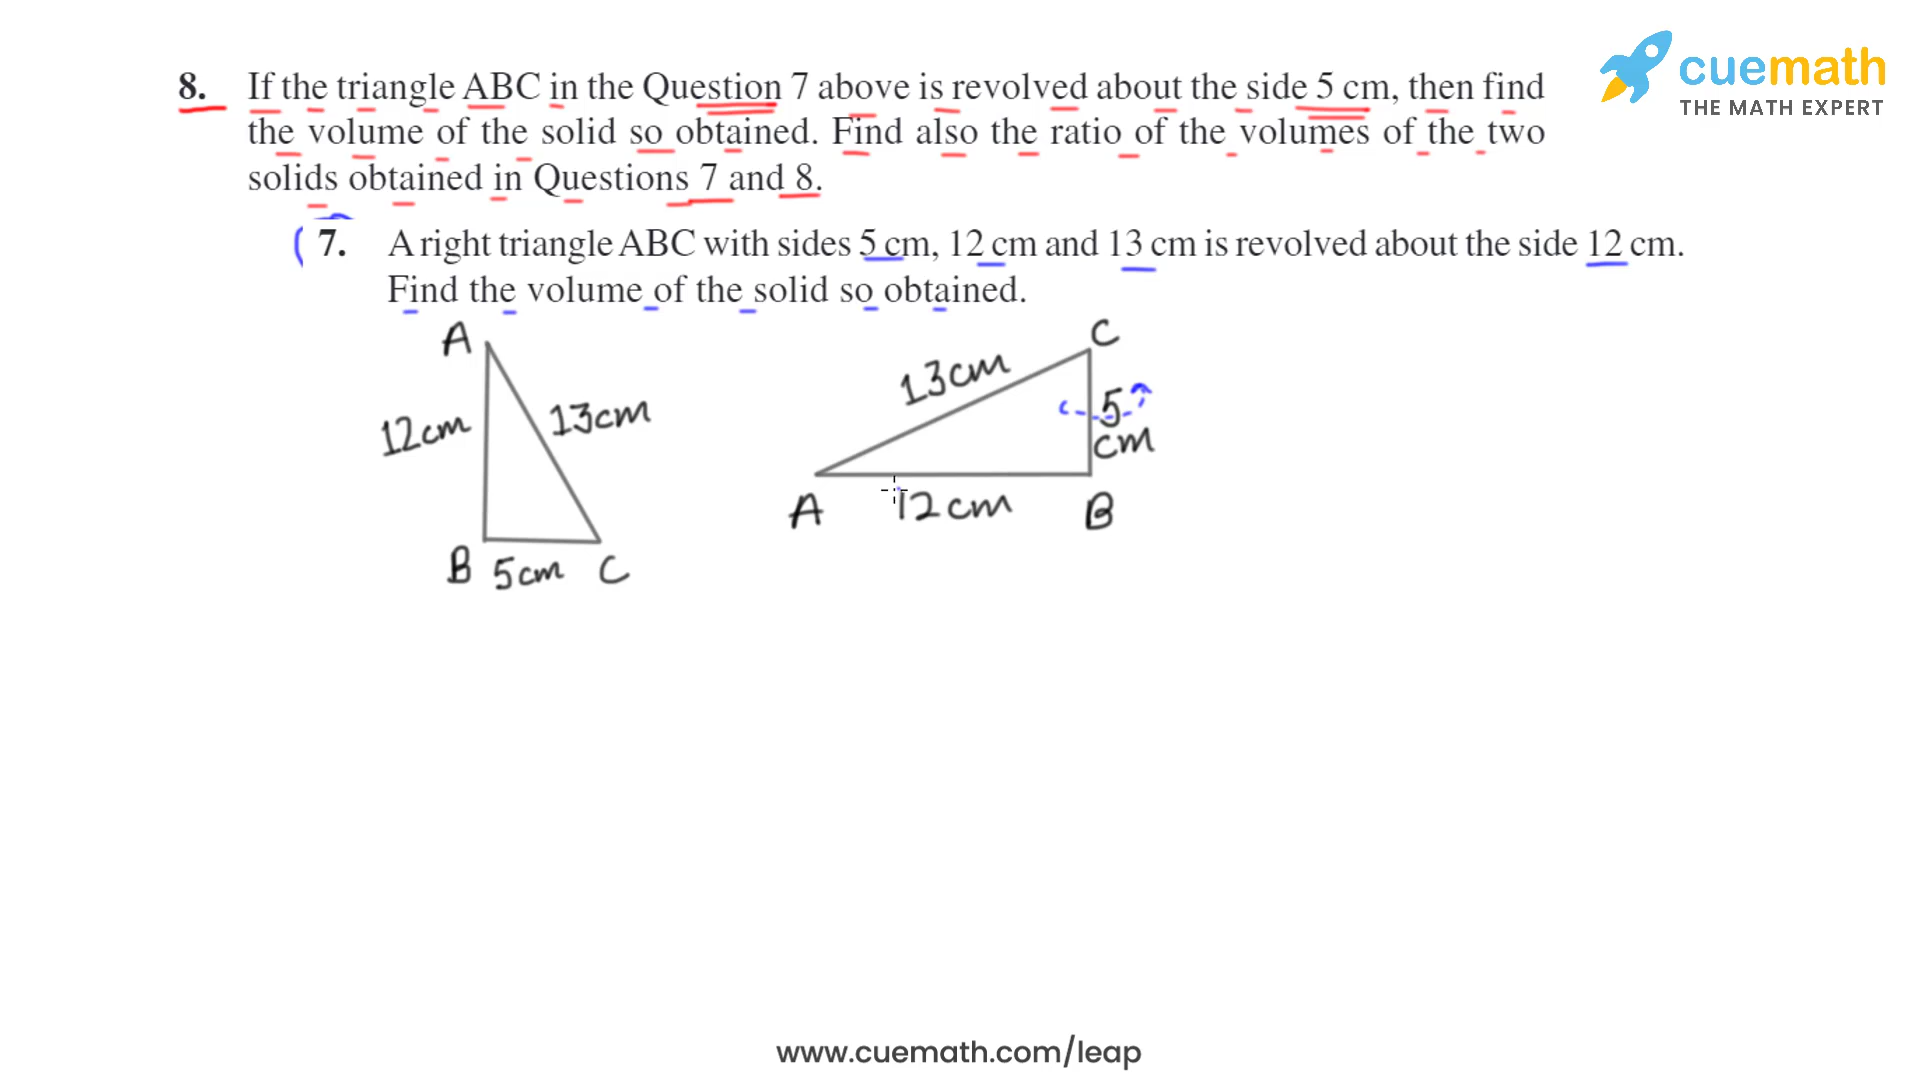 cuemath
THE MATH EXPERT
8. If the triangle ABC in the Question 7 above is revolved about the side 5 cm, then find
the volume of the solid so obtained. Find also the ratio of the volumes of the two
solids obtained in Questions 7 and 8.
7. A right triangle ABC with sides 5 cm, 12 cm and 13 cm is revolved about the side 12 cm.
Find the volume of the solid so obtained.
A
12cm
13cm
B 5cm C
C
13cm
5
cm
A 12cm B
www.cuemath.com/leap